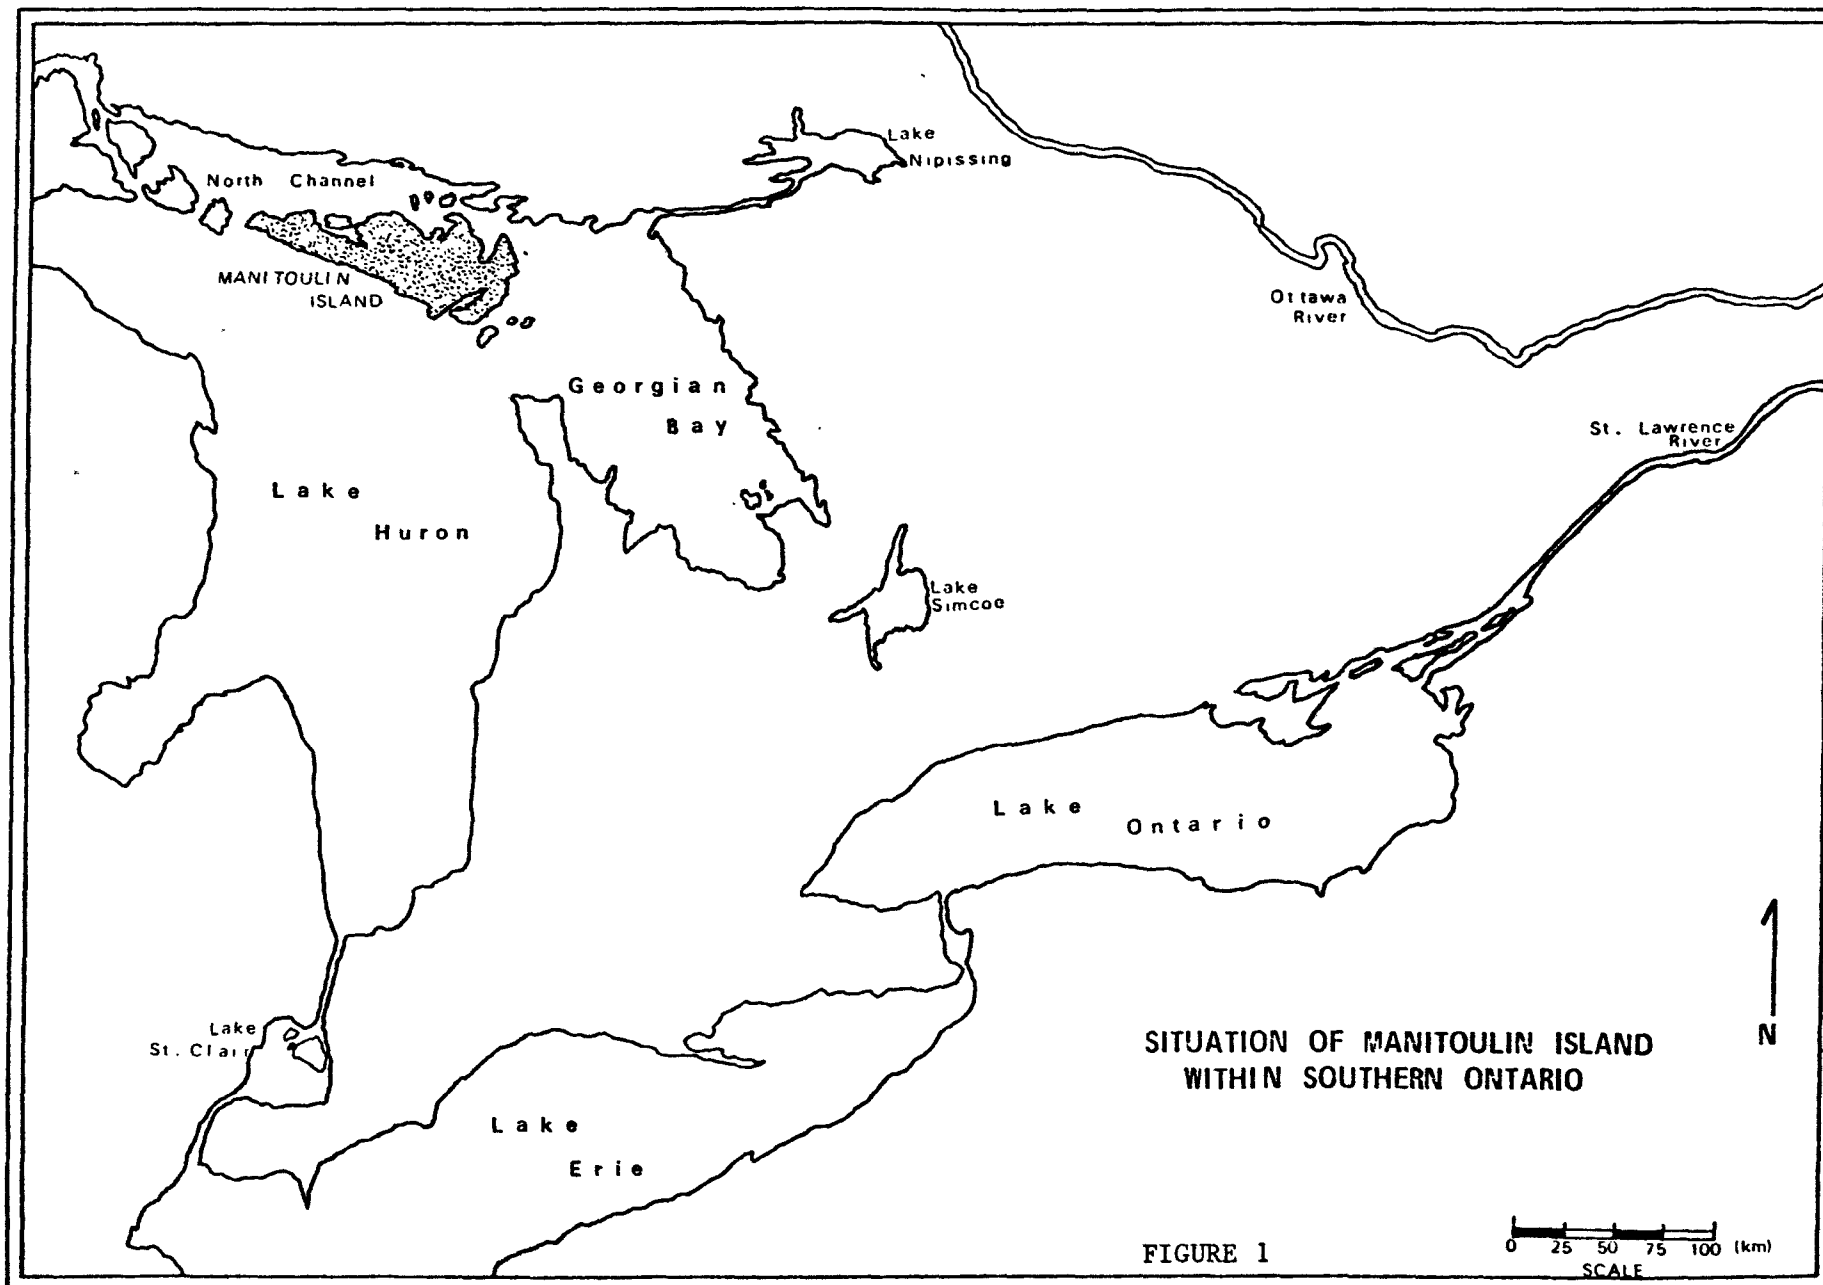 Lake
Nipissing
North Channel
MANITOULIN
ISLAND
Ottawa
River
Georgian
Bay
St. Lawrence
River
Lake
Huron
Lake
Simcoe
Lake
Ontario
Lake
St. Clair
N
SITUATION OF MANITOULIN ISLAND
WITHIN SOUTHERN ONTARIO
Lake
Erie
FIGURE 1
0 25 50 75 100 (km)
SCALE